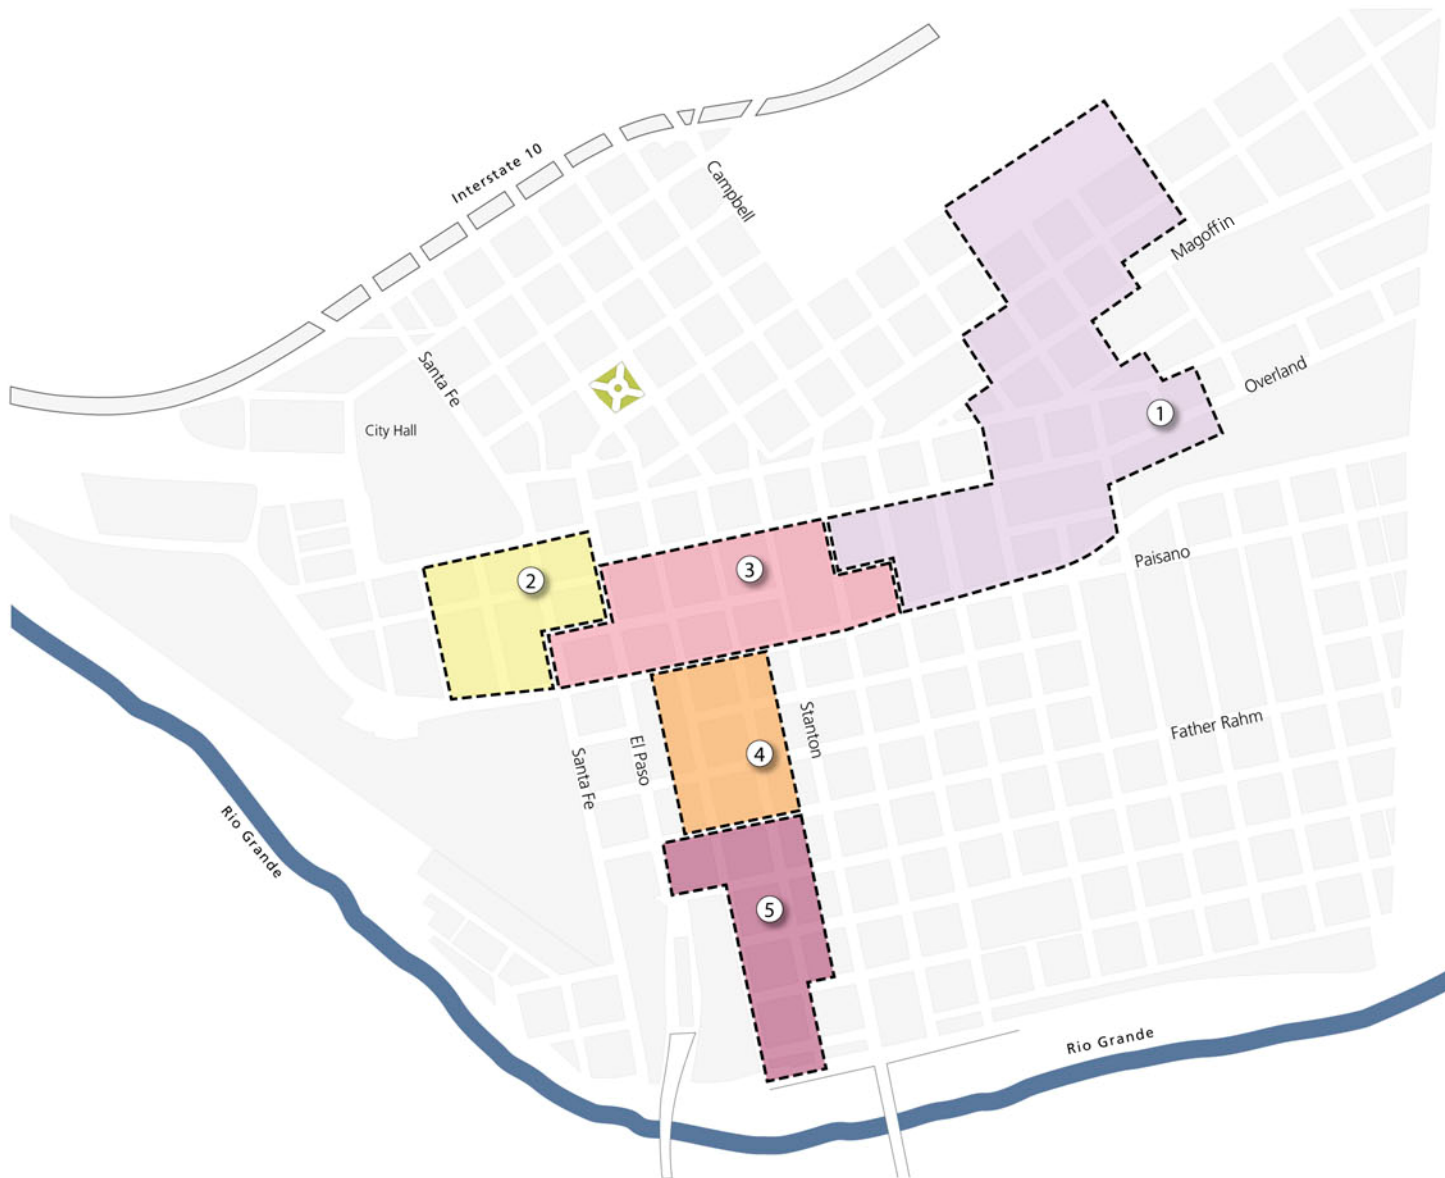 Interstate 10
Campbell
Magoffin
Santa Fe
Overland
1
City Hall
Paisano
3
2
Father Rahm
Stanton
El Paso
4
Santa Fe
Rio Grande
5
Rio Grande